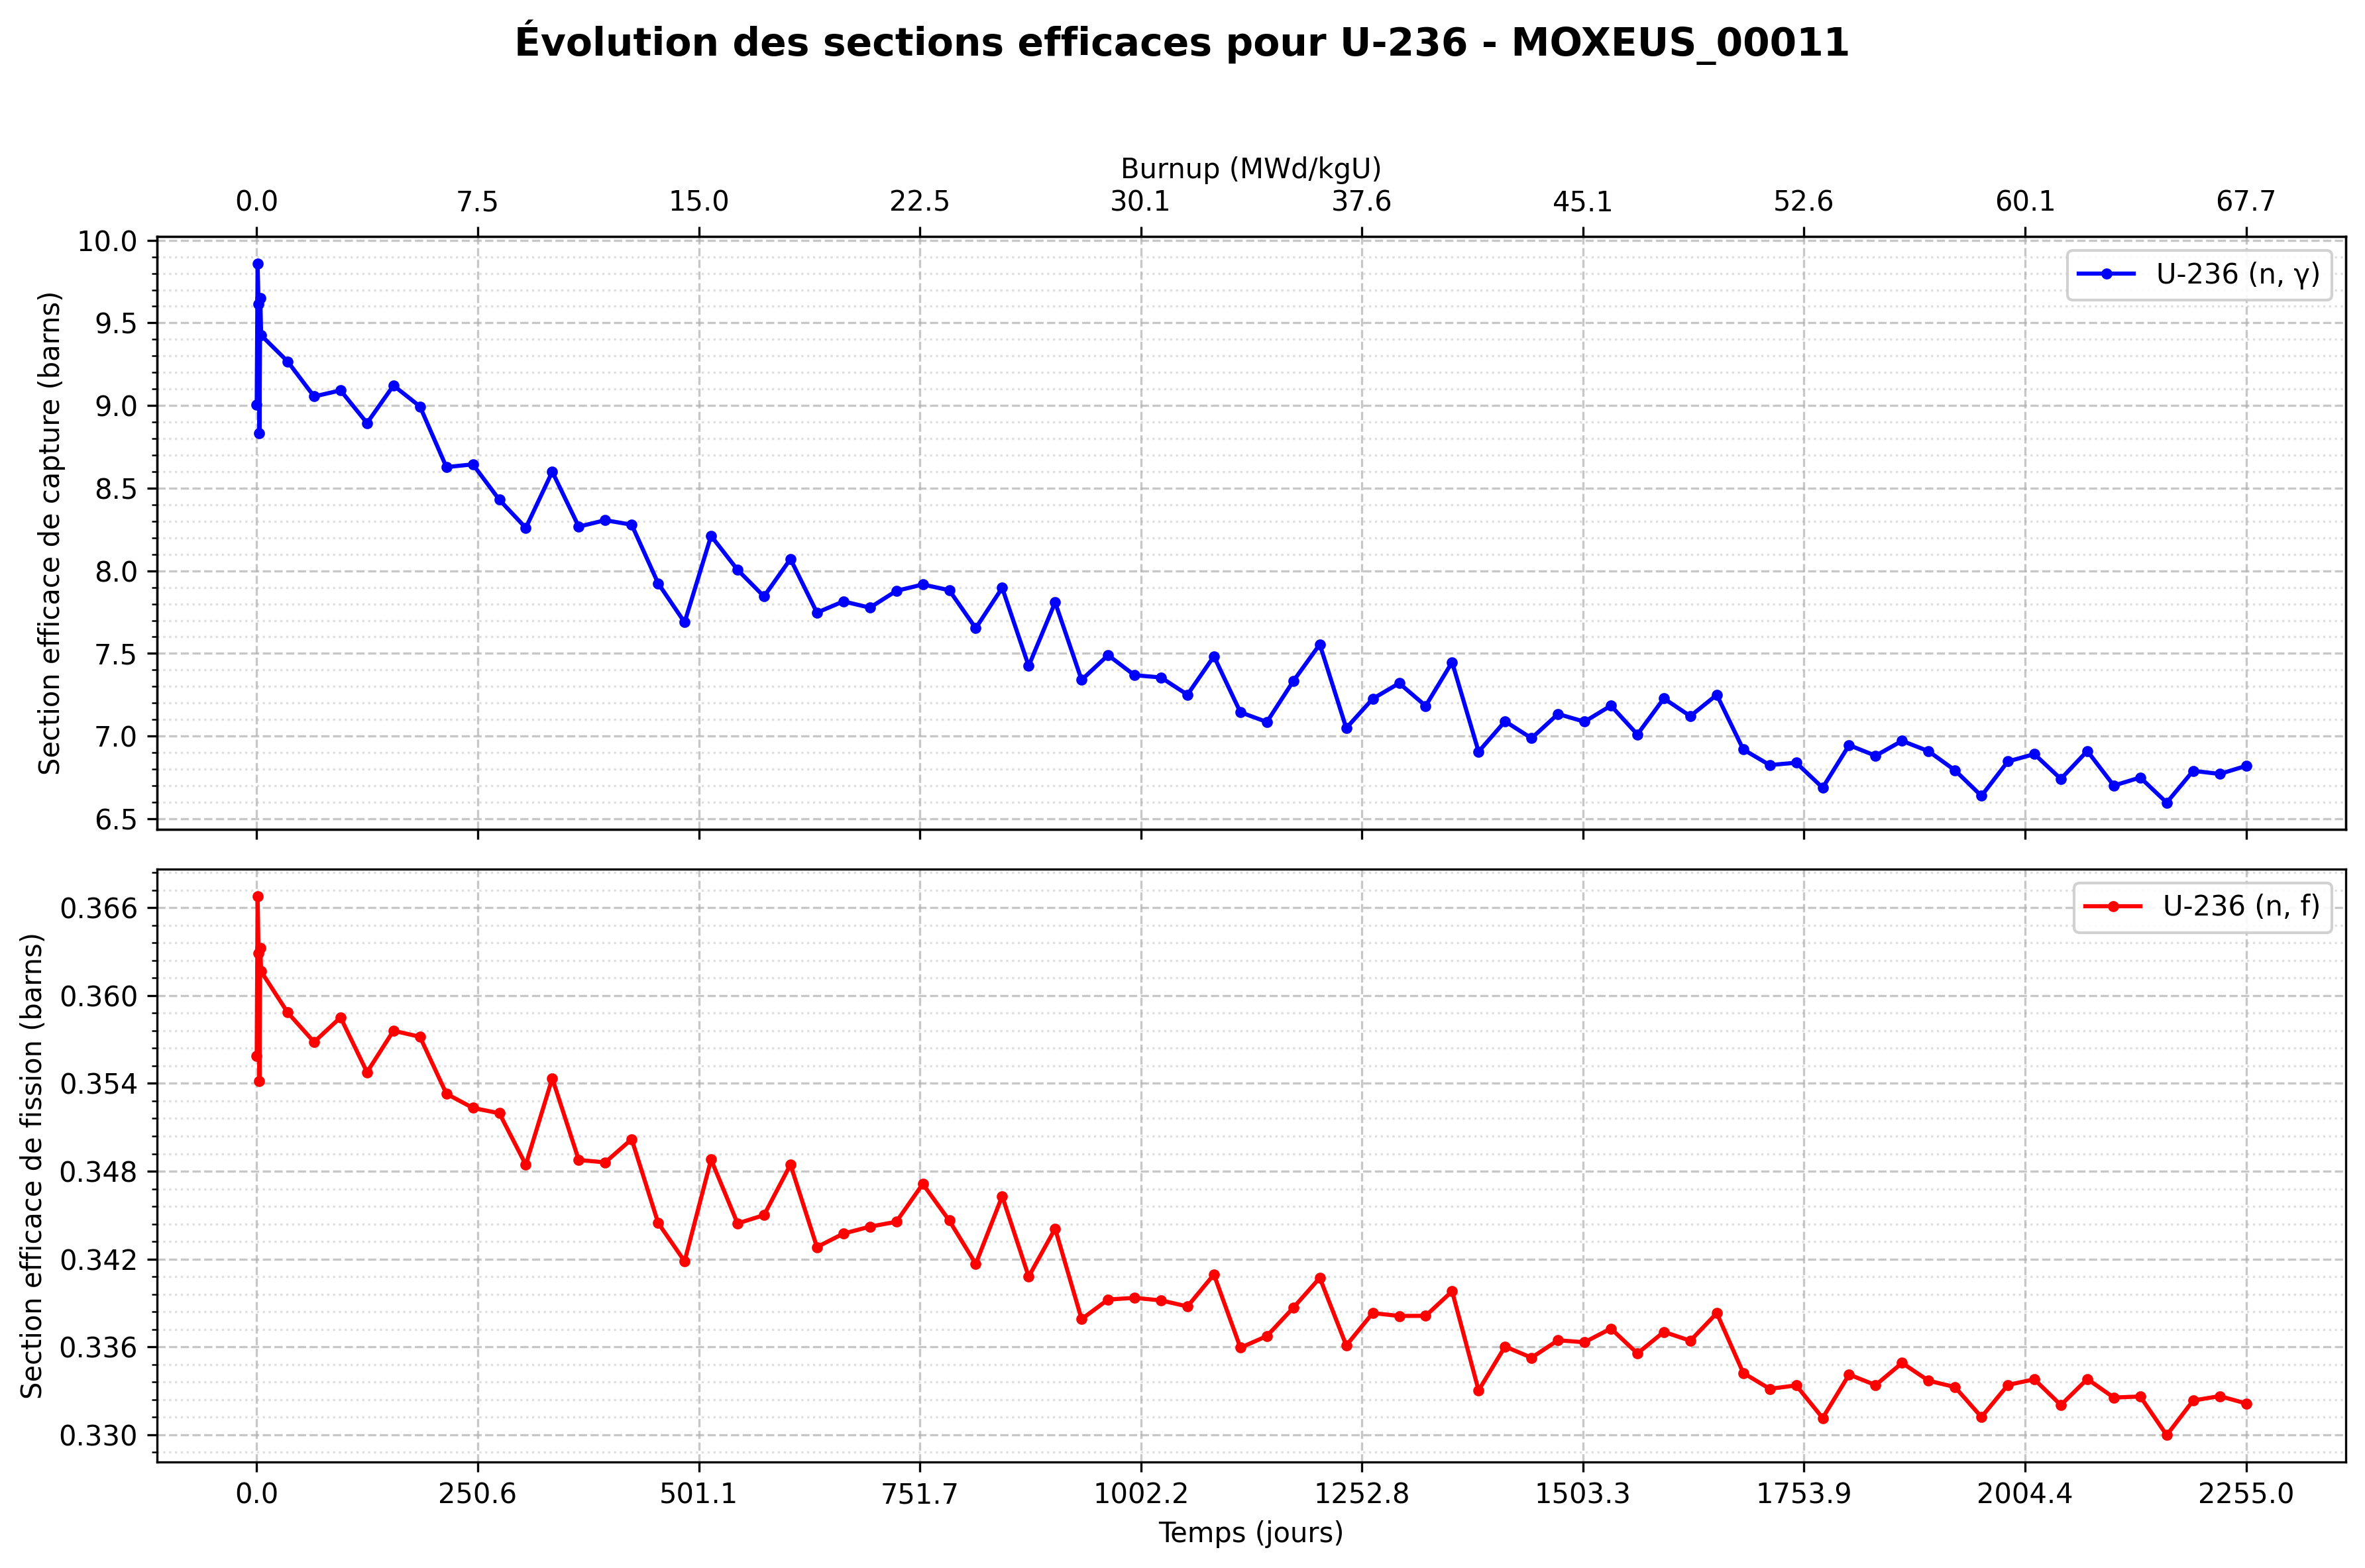 Évolution des sections efficaces pour U-236 - MOXEUS_00011
Burnup (MWd/kgU)
0.0 7.5 15.0 22.5 30.1 37.6 45.1 52.6 60.1 67.7
Section efficace de capture (barns)
10.0
9.5
9.0
8.5
8.0
7.5
7.0
6.5
U-236 (n, γ)
Section efficace de fission (barns)
0.366
0.360
0.354
0.348
0.342
0.336
0.330
U-236 (n, f)
0.0 250.6 501.1 751.7 1002.2 1252.8 1503.3 1753.9 2004.4 2255.0
Temps (jours)